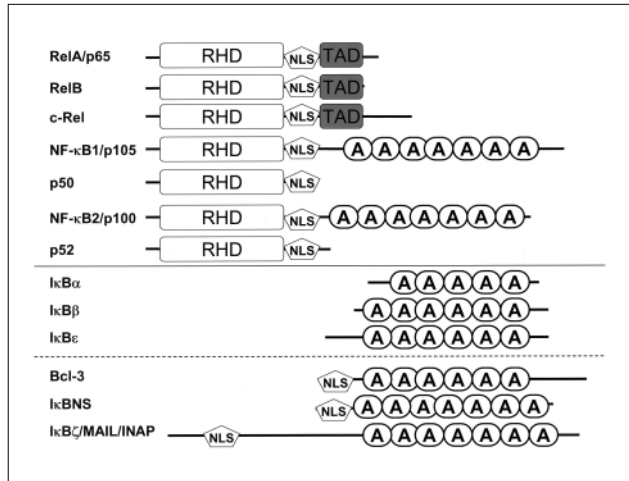 RelA/p65 RHD NLS TAD
RelB RHD NLS TAD
c-Rel RHD NLS TAD
NF-κB1/p105 RHD NLS A A A A A A A
p50 RHD NLS
NF-κB2/p100 RHD NLS A A A A A A A
p52 RHD NLS
IκBα A A A A A
IκBβ A A A A A A
IκBε A A A A A A
Bcl-3 NLS A A A A A A
IκBNS NLS A A A A A A A
IκBζ/MAIL/INAP NLS A A A A A A A